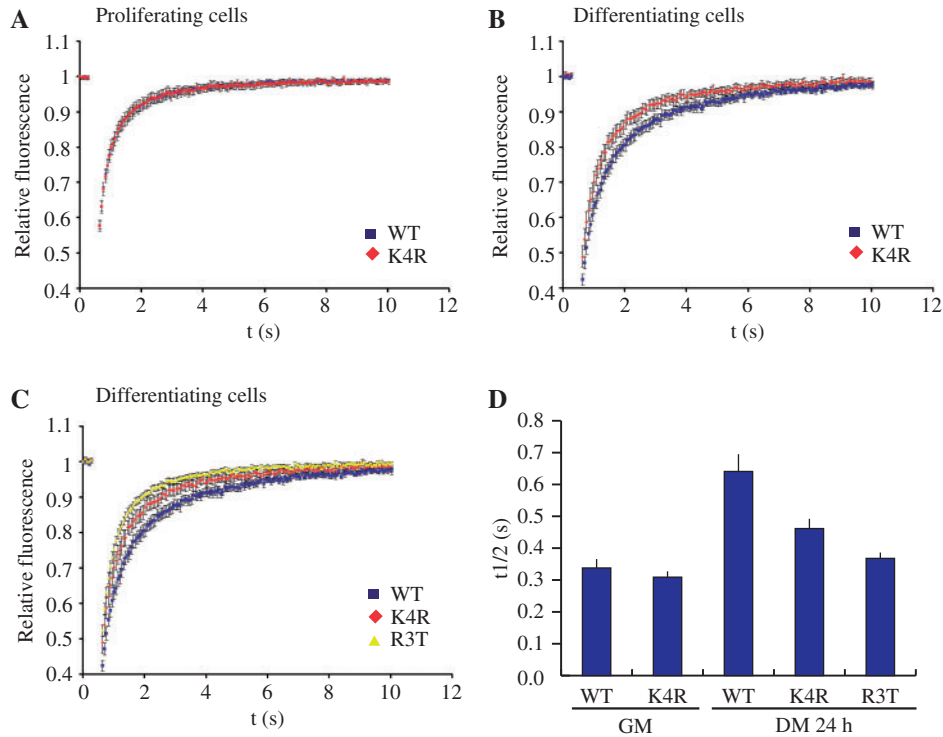 A
Proliferating cells
Relative fluorescence
1.1
1
0.9
0.8
0.7
0.6
0.5
0.4
0 2 4 6 8 10 12
t (s)
WT
K4R
B
Differentiating cells
Relative fluorescence
1.1
1
0.9
0.8
0.7
0.6
0.5
0.4
0 2 4 6 8 10 12
t (s)
WT
K4R
C
Differentiating cells
Relative fluorescence
1.1
1
0.9
0.8
0.7
0.6
0.5
0.4
0 2 4 6 8 10 12
t (s)
WT
K4R
R3T
D
t1/2 (s)
0.8
0.7
0.6
0.5
0.4
0.3
0.2
0.1
0.0
WT K4R WT K4R R3T
GM DM 24 h